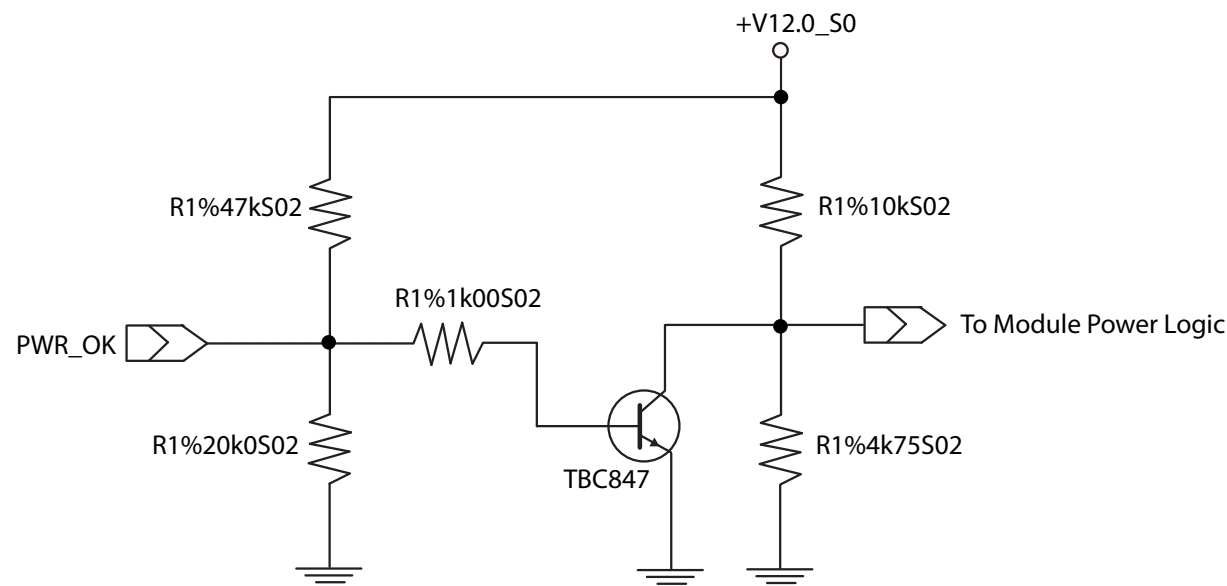 +V12.0_S0
R1%47kS02
R1%10kS02
R1%1k00S02
PWR_OK
To Module Power Logic
R1%20k0S02
TBC847
R1%4k75S02